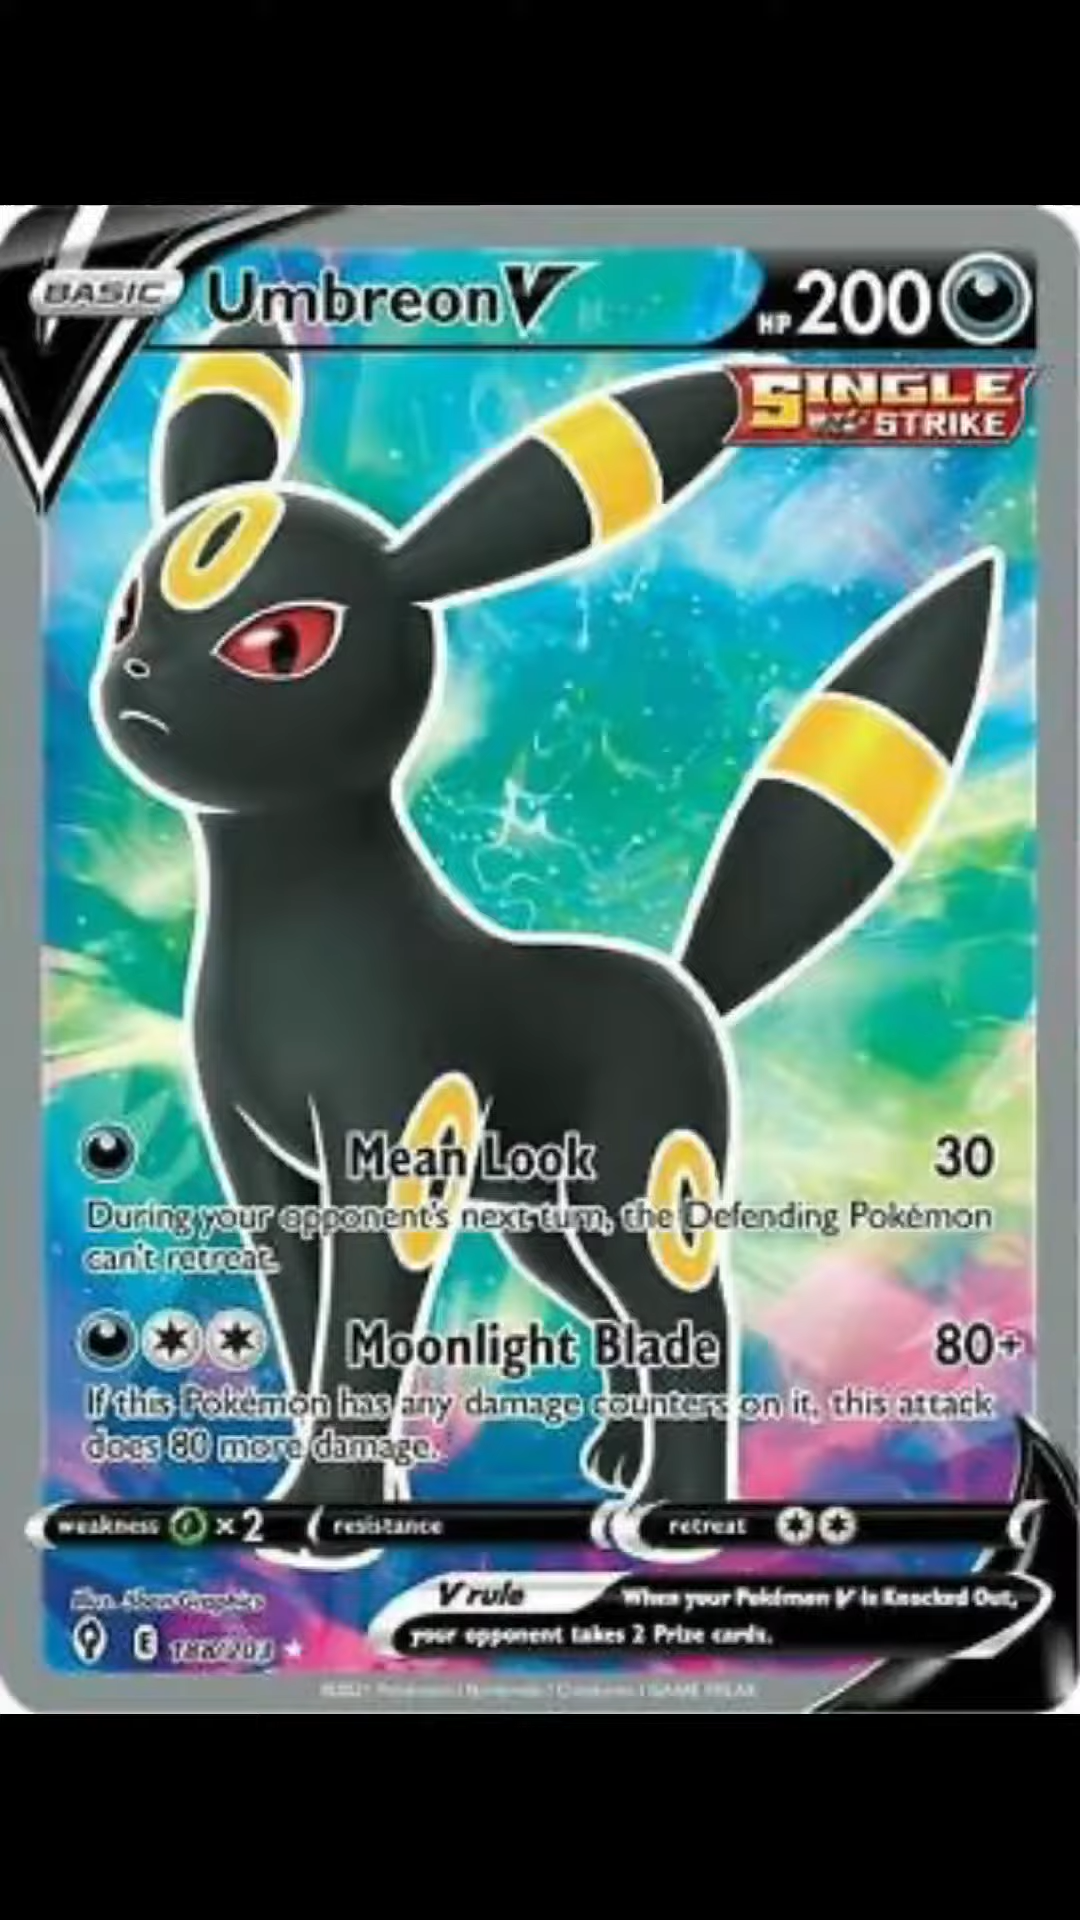 BASIC UmbreonV HP 200
SINGLE
STRIKE
Mean Look 30
During your opponent's next turn, the Defending Pokémon
can't retreat.
Moonlight Blade 80+
If this Pokémon has any damage counters on it, this attack
does 80 more damage.
weakness x2 resistance retreat
V rule When your Pokémon V is Knocked Out,
your opponent takes 2 Prize cards.
E